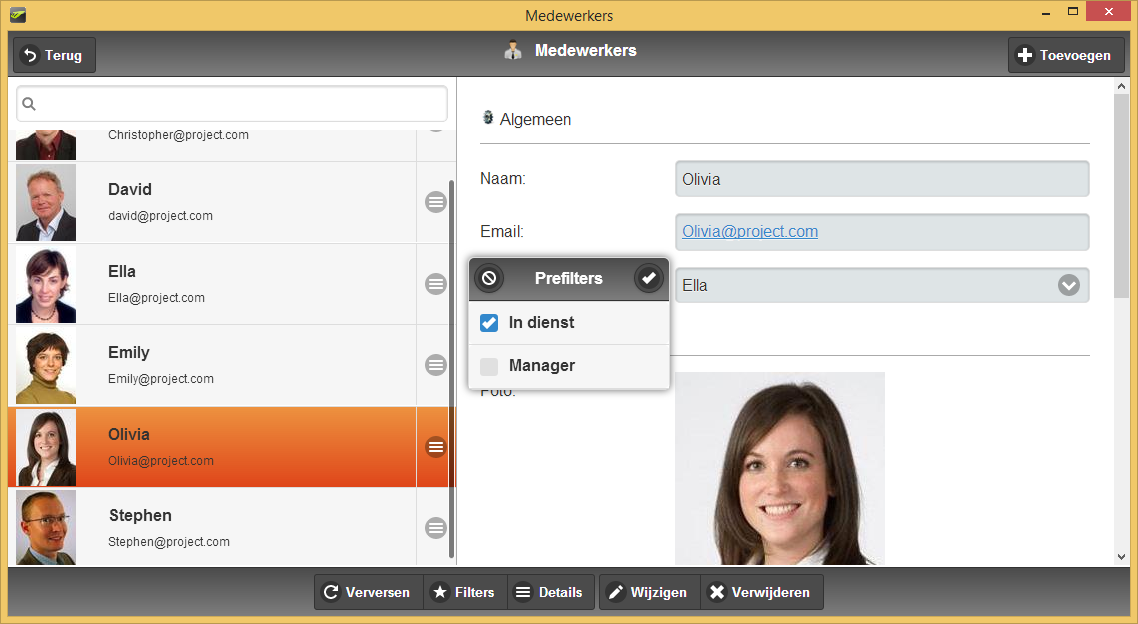 Medewerkers
Terug
Medewerkers
Toevoegen
Christopher@project.com
David
david@project.com
Ella
Ella@project.com
Emily
Emily@project.com
Olivia
Olivia@project.com
Stephen
Stephen@project.com
Algemeen
Naam: Olivia
Email: Olivia@project.com
Ella
Prefilters
In dienst
Manager
Foto:
Verversen Filters Details Wijzigen Verwijderen